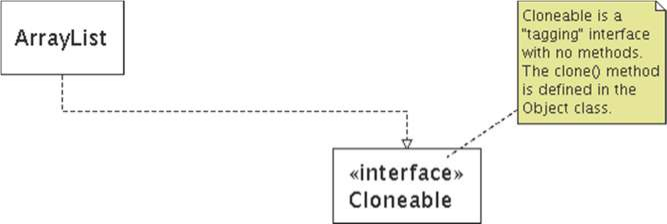 ArrayList
Cloneable is a
"tagging" interface
with no methods.
The clone() method
is defined in the
Object class.
«interface»
Cloneable